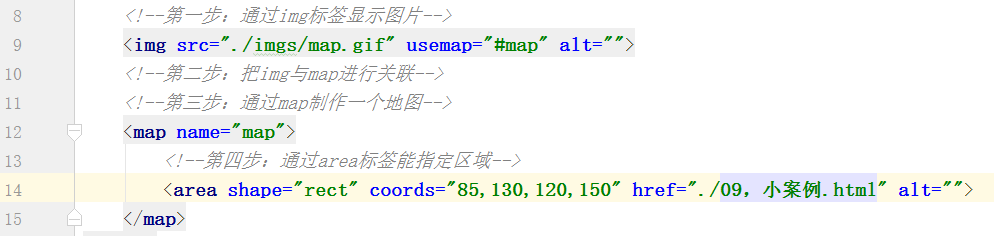 8 <!--第一步：通过img标签显示图片-->
9 <img src="./imgs/map.gif" usemap="#map" alt="">
10 <!--第二步：把img与map进行关联-->
11 <!--第三步：通过map制作一个地图-->
12 <map name="map">
13 <!--第四步：通过area标签能指定区域-->
14 <area shape="rect" coords="85,130,120,150" href="./09，小案例.html" alt="">
15 </map>